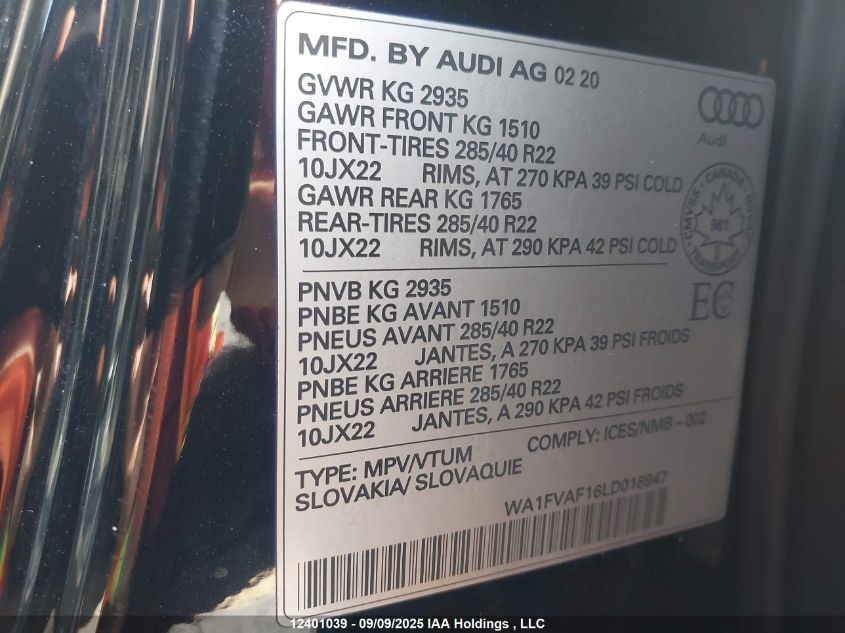 MFD. BY AUDI AG 02 20
GVWR KG 2935
GAWR FRONT KG 1510
FRONT-TIRES 285/40 R22
10JX22 RIMS, AT 270 KPA 39 PSI COLD
GAWR REAR KG 1765
REAR-TIRES 285/40 R22
10JX22 RIMS, AT 290 KPA 42 PSI COLD
Audi
CMVSS · CANADA · NSVAC
961
TRANSPORT
PNVB KG 2935
PNBE KG AVANT 1510
PNEUS AVANT 285/40 R22
10JX22 JANTES, A 270 KPA 39 PSI FROIDS
PNBE KG ARRIERE 1765
PNEUS ARRIERE 285/40 R22
10JX22 JANTES, A 290 KPA 42 PSI FROIDS
EC
TYPE: MPV/VTUM
COMPLY: ICES/NMB - 002
SLOVAKIA/ SLOVAQUIE
WA1FVAF16LD018947
12401039 - 09/09/2025 IAA Holdings , LLC